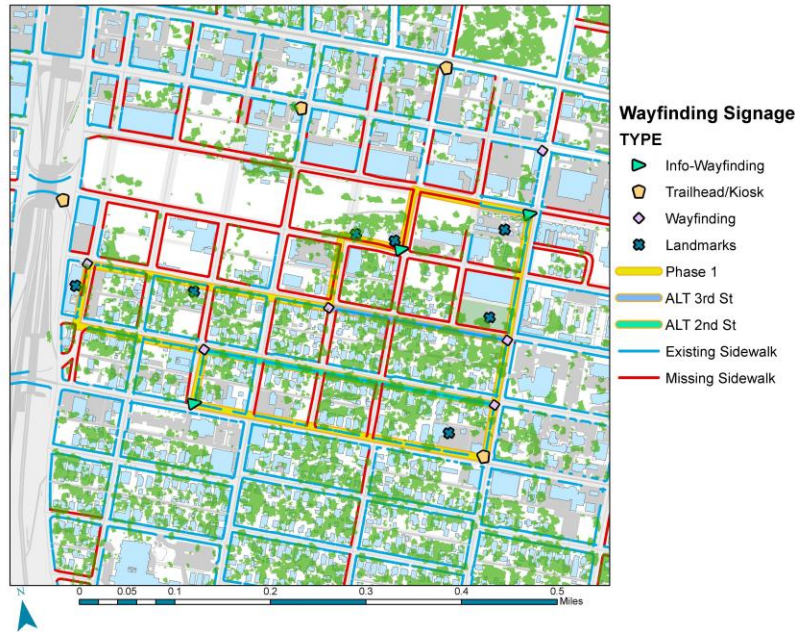 Wayfinding Signage
TYPE
Info-Wayfinding
Trailhead/Kiosk
Wayfinding
Landmarks
Phase 1
ALT 3rd St
ALT 2nd St
Existing Sidewalk
Missing Sidewalk
N
0 0.05 0.1 0.2 0.3 0.4 0.5
Miles